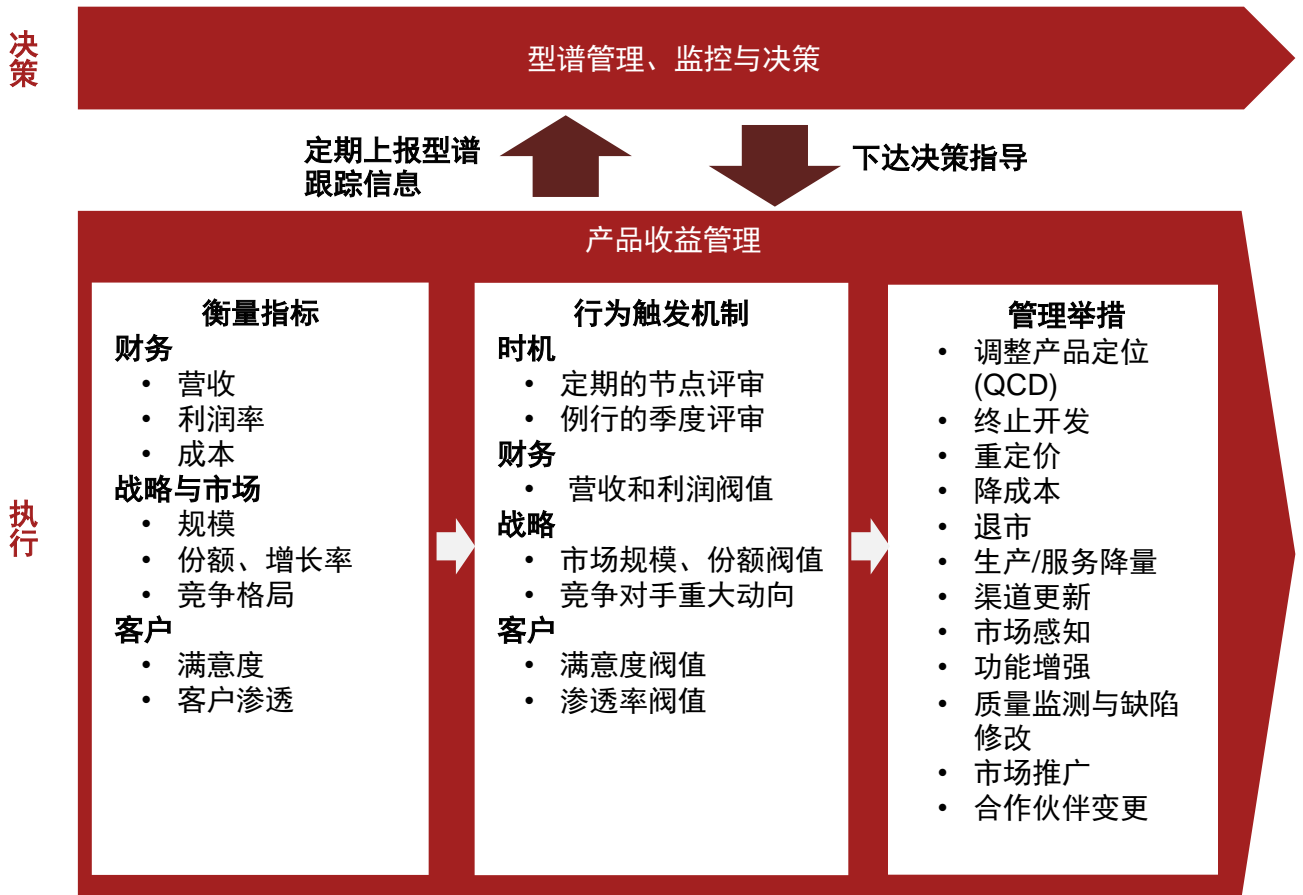 决策
型谱管理、监控与决策
定期上报型谱
跟踪信息
下达决策指导
执行
产品收益管理
衡量指标
财务
• 营收
• 利润率
• 成本
战略与市场
• 规模
• 份额、增长率
• 竞争格局
客户
• 满意度
• 客户渗透
行为触发机制
时机
• 定期的节点评审
• 例行的季度评审
财务
• 营收和利润阀值
战略
• 市场规模、份额阀值
• 竞争对手重大动向
客户
• 满意度阀值
• 渗透率阀值
管理举措
• 调整产品定位
(QCD)
• 终止开发
• 重定价
• 降成本
• 退市
• 生产/服务降量
• 渠道更新
• 市场感知
• 功能增强
• 质量监测与缺陷
修改
• 市场推广
• 合作伙伴变更